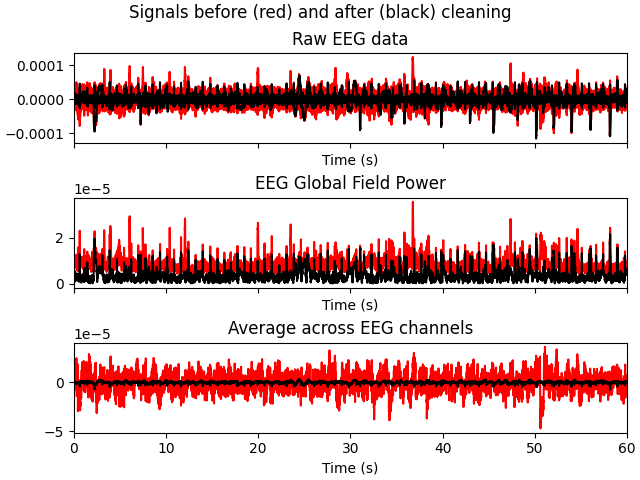 Signals before (red) and after (black) cleaning
Raw EEG data
0.0001
0.0000
−0.0001
Time (s)
EEG Global Field Power
1e−5
2
0
Time (s)
Average across EEG channels
1e−5
0
−5
0 10 20 30 40 50 60
Time (s)